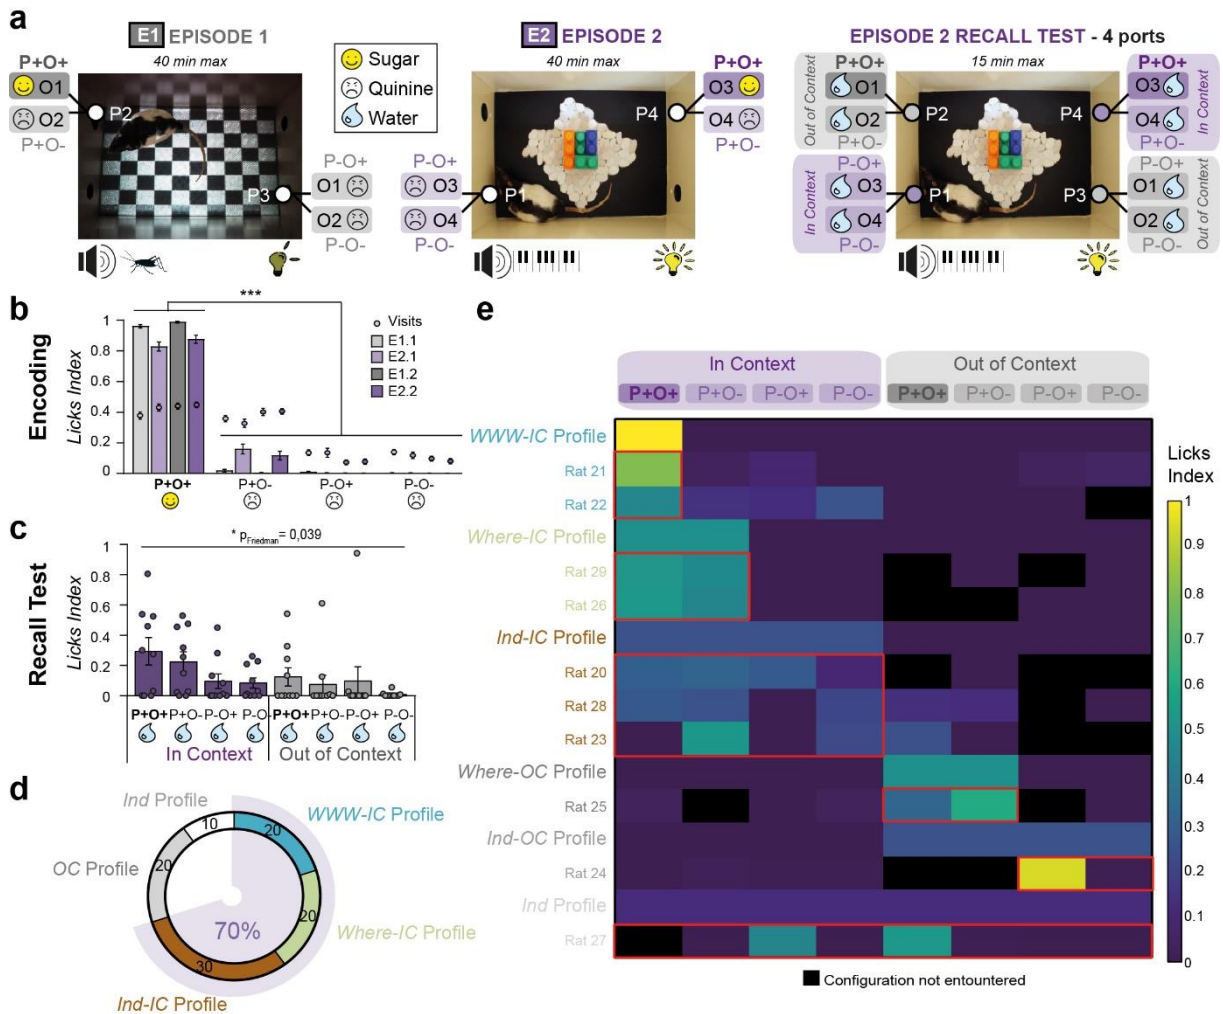 a
E1 EPISODE 1
40 min max
P+O+
O1
O2
P+O-
P2
P3
P-O+
O1
O2
P-O-
Sugar
Quinine
Water
E2 EPISODE 2
40 min max
P-O+
O3
O4
P-O-
P1
P4
P+O+
O3
O4
P+O-
EPISODE 2 RECALL TEST - 4 ports
15 min max
Out of Context
P+O+
O1
O2
P+O-
P2
In Context
P-O+
O3
O4
P-O-
P1
P4
P+O+
O3
O4
P+O-
In Context
P3
P-O+
O1
O2
P-O-
Out of Context
b
Encoding
Licks Index
1
0.8
0.6
0.4
0.2
0
***
Visits
E1.1
E2.1
E1.2
E2.2
P+O+
P+O-
P-O+
P-O-
c
Recall Test
Licks Index
* pFriedman= 0,039
1
0.8
0.6
0.4
0.2
0
P+O+ P+O- P-O+ P-O- P+O+ P+O- P-O+ P-O-
In Context
Out of Context
d
Ind Profile
10
WWW-IC Profile
20
OC Profile
20
Where-IC Profile
20
70%
30
Ind-IC Profile
e
In Context
Out of Context
P+O+ P+O- P-O+ P-O- P+O+ P+O- P+O+ P-O-
WWW-IC Profile
Rat 21
Rat 22
Where-IC Profile
Rat 29
Rat 26
Ind-IC Profile
Rat 20
Rat 28
Rat 23
Where-OC Profile
Rat 25
Ind-OC Profile
Rat 24
Ind Profile
Rat 27
Configuration not entountered
Licks
Index
1
0.9
0.8
0.7
0.6
0.5
0.4
0.3
0.2
0.1
0